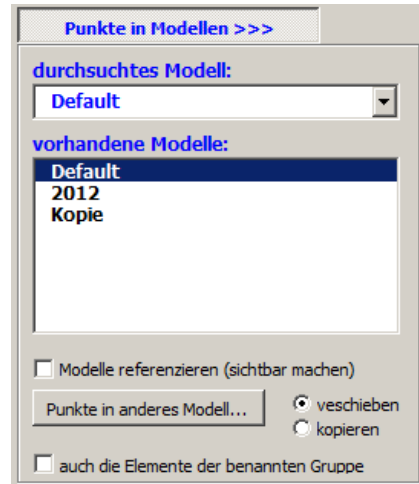 Punkte in Modellen >>>
durchsuchtes Modell:
Default
vorhandene Modelle:
Default
2012
Kopie
Modelle referenzieren (sichtbar machen)
Punkte in anderes Modell...
veschieben
kopieren
auch die Elemente der benannten Gruppe